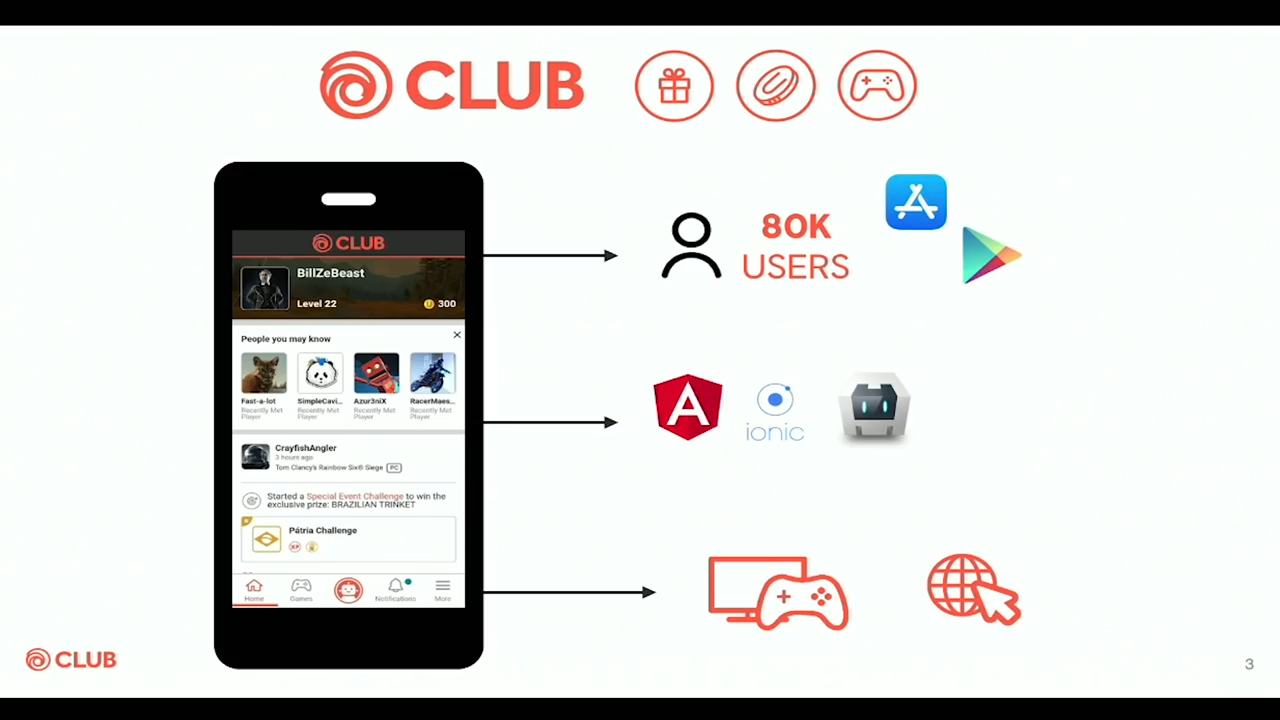 CLUB
CLUB
BillZeBeast
Level 22
300
People you may know
Fast-a-lot
Recently Met
Player
SimpleCavi...
Recently Met
Player
Azur3niX
Recently Met
Player
RacerMaes...
Recently Met
Player
CrayfishAngler
3 hours ago
Tom Clancy's Rainbow Six® Siege PC
Started a Special Event Challenge to win the
exclusive prize: BRAZILIAN TRINKET
Pátria Challenge
XP
Home
Games
Notifications
More
80K
USERS
A
ionic
CLUB
3